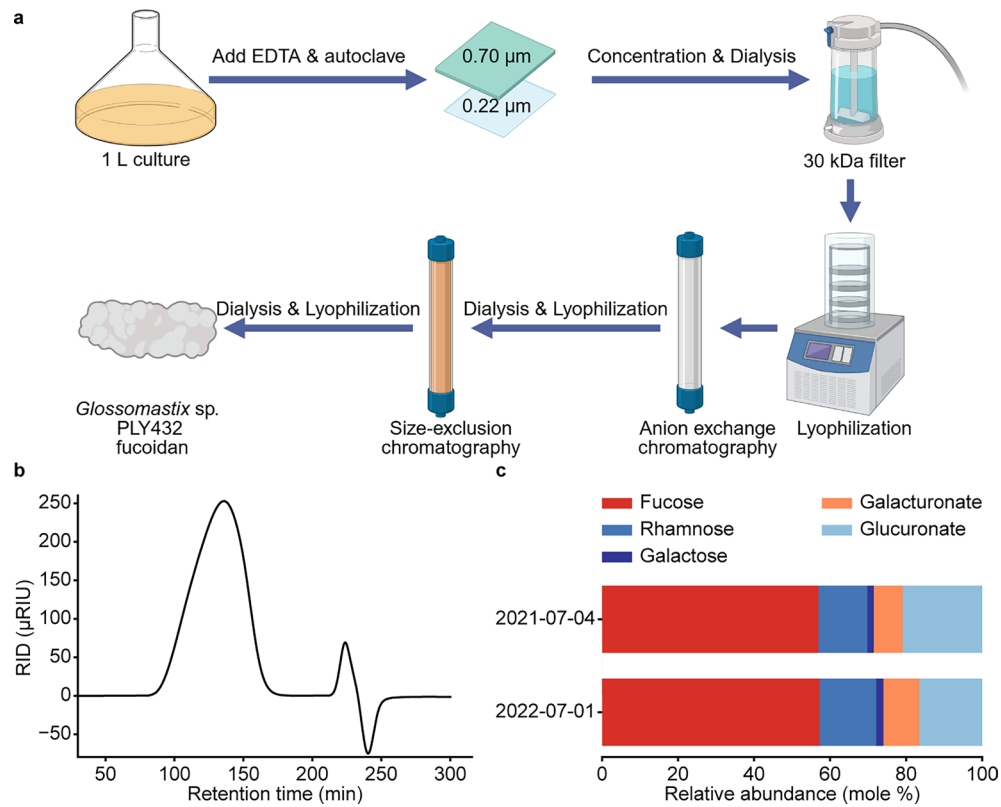 a
Add EDTA & autoclave
0.70 µm
0.22 µm
Concentration & Dialysis
1 L culture
30 kDa filter
Dialysis & Lyophilization
Dialysis & Lyophilization
Glossomastix sp.
PLY432
fucoidan
Size-exclusion
chromatography
Anion exchange
chromatography
Lyophilization
b
RID (µRIU)
250
200
150
100
50
0
−50
50
100
150
200
250
300
Retention time (min)
c
Fucose
Rhamnose
Galactose
Galacturonate
Glucuronate
2021-07-04
2022-07-01
0
20
40
60
80
100
Relative abundance (mole %)